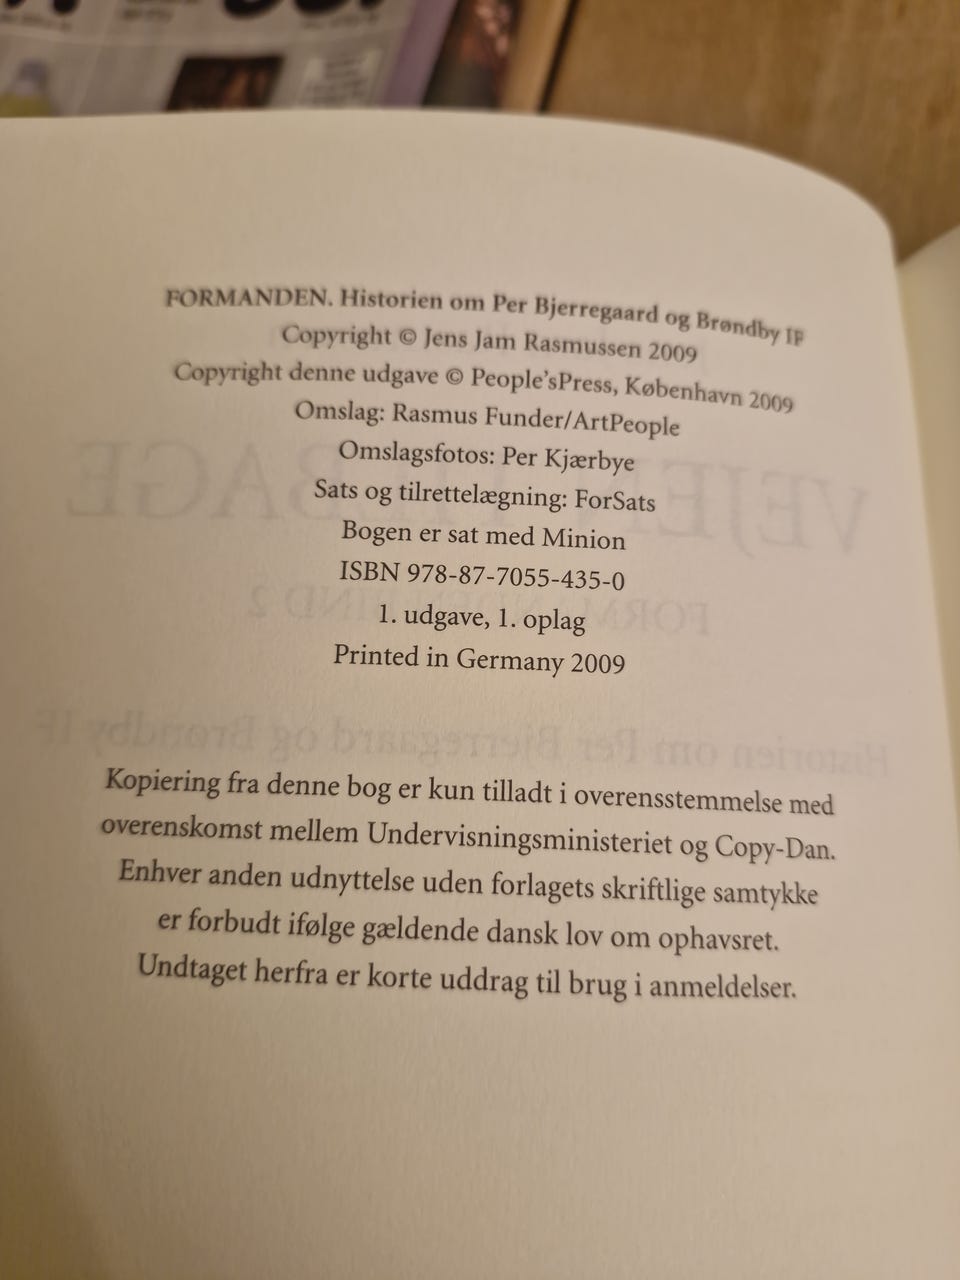 FORMANDEN. Historien om Per Bjerregaard og Brøndby IF
Copyright © Jens Jam Rasmussen 2009
Copyright denne udgave © People'sPress, København 2009
Omslag: Rasmus Funder/ArtPeople
Omslagsfotos: Per Kjærbye
Sats og tilrettelægning: ForSats
Bogen er sat med Minion
ISBN 978-87-7055-435-0
1. udgave, 1. oplag
Printed in Germany 2009
Kopiering fra denne bog er kun tilladt i overensstemmelse med
overenskomst mellem Undervisningsministeriet og Copy-Dan.
Enhver anden udnyttelse uden forlagets skriftlige samtykke
er forbudt ifølge gældende dansk lov om ophavsret.
Undtaget herfra er korte uddrag til brug i anmeldelser.